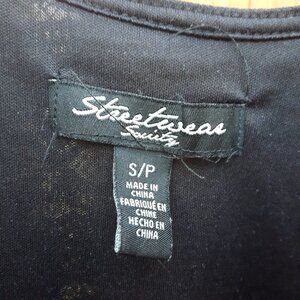 Streetwear
Society
S/P
MADE IN
CHINA
FABRIQUÉ EN
CHINE
HECHO EN
CHINA